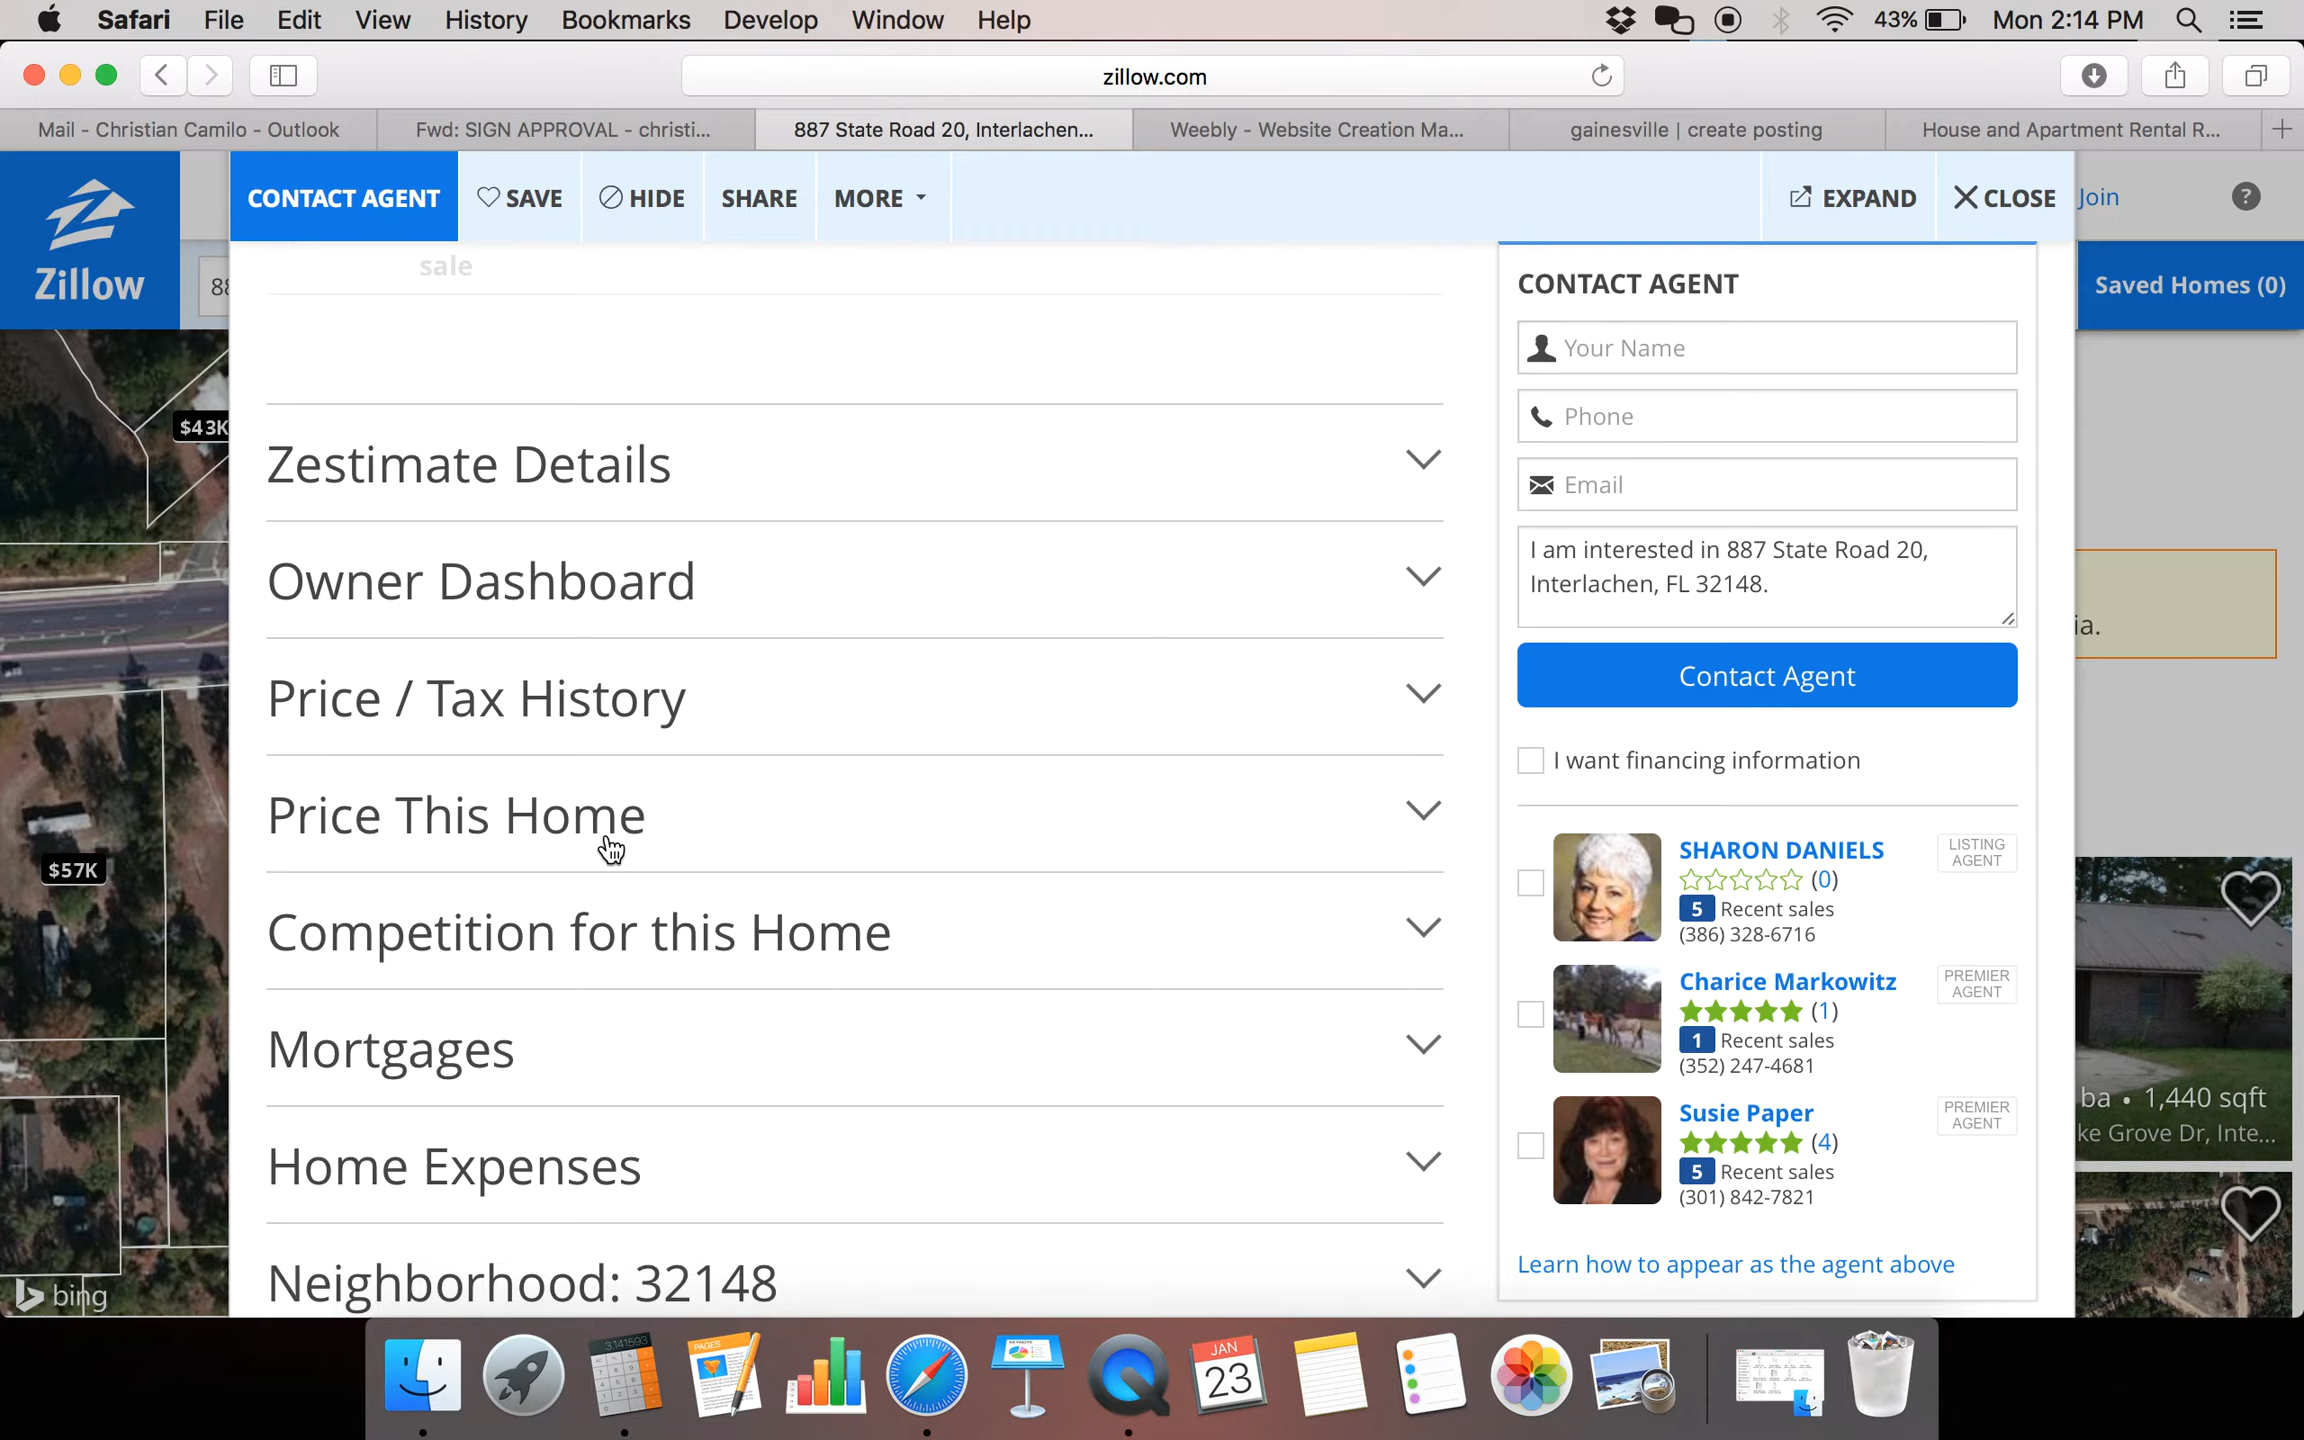 Safari File Edit View History Bookmarks Develop Window Help 43% Mon 2:14 PM
zillow.com
Mail - Christian Camilo - Outlook
Fwd: SIGN APPROVAL - christi...
887 State Road 20, Interlachen...
Weebly - Website Creation Ma...
gainesville | create posting
House and Apartment Rental R...
CONTACT AGENT SAVE HIDE SHARE MORE EXPAND CLOSE Join ?
Zillow
88
Saved Homes (0)
$43K
$57K
bing
sale
Zestimate Details
Owner Dashboard
Price / Tax History
Price This Home
Competition for this Home
Mortgages
Home Expenses
Neighborhood: 32148
CONTACT AGENT
Your Name
Phone
Email
I am interested in 887 State Road 20,
Interlachen, FL 32148.
Contact Agent
I want financing information
SHARON DANIELS
LISTING
AGENT
(0)
5 Recent sales
(386) 328-6716
Charice Markowitz
PREMIER
AGENT
(1)
1 Recent sales
(352) 247-4681
Susie Paper
PREMIER
AGENT
(4)
5 Recent sales
(301) 842-7821
Learn how to appear as the agent above
ia.
ba • 1,440 sqft
ke Grove Dr, Inte...
3.141593
PAGES
KEYNOTE
JAN
23